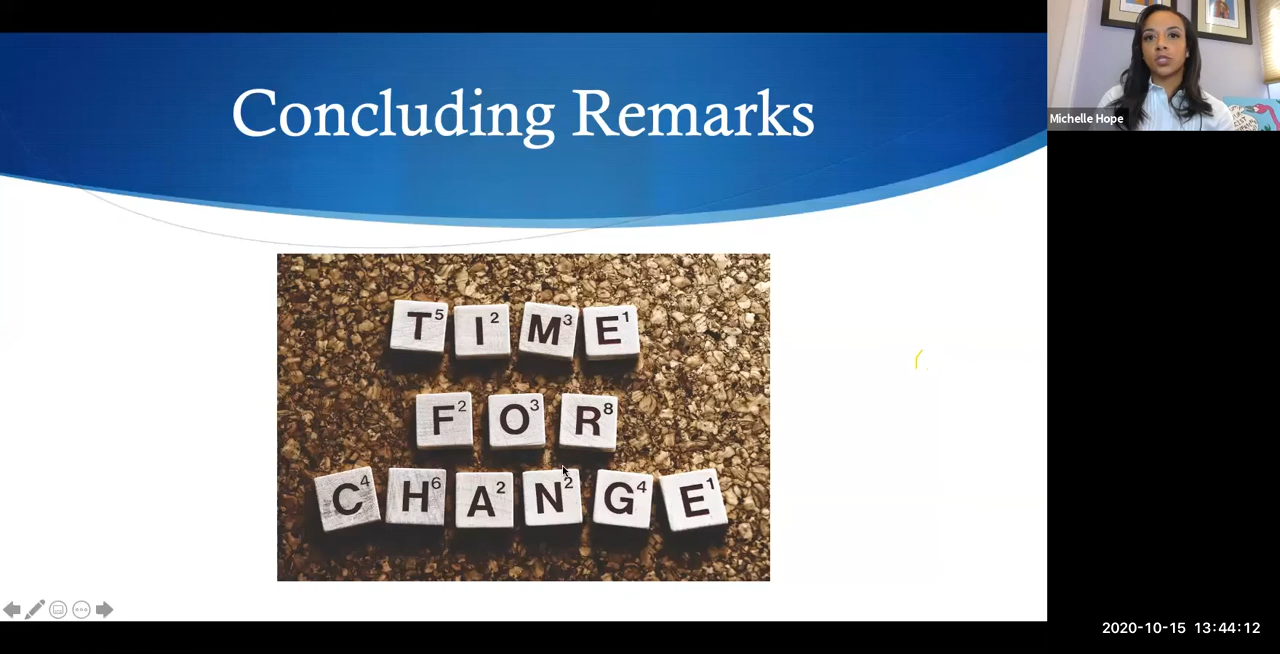 Concluding Remarks
Michelle Hope
T5 I2 M3 E1
F2 O3 R8
C4 H6 A2 N2 G4 E1
2020-10-15 13:44:12